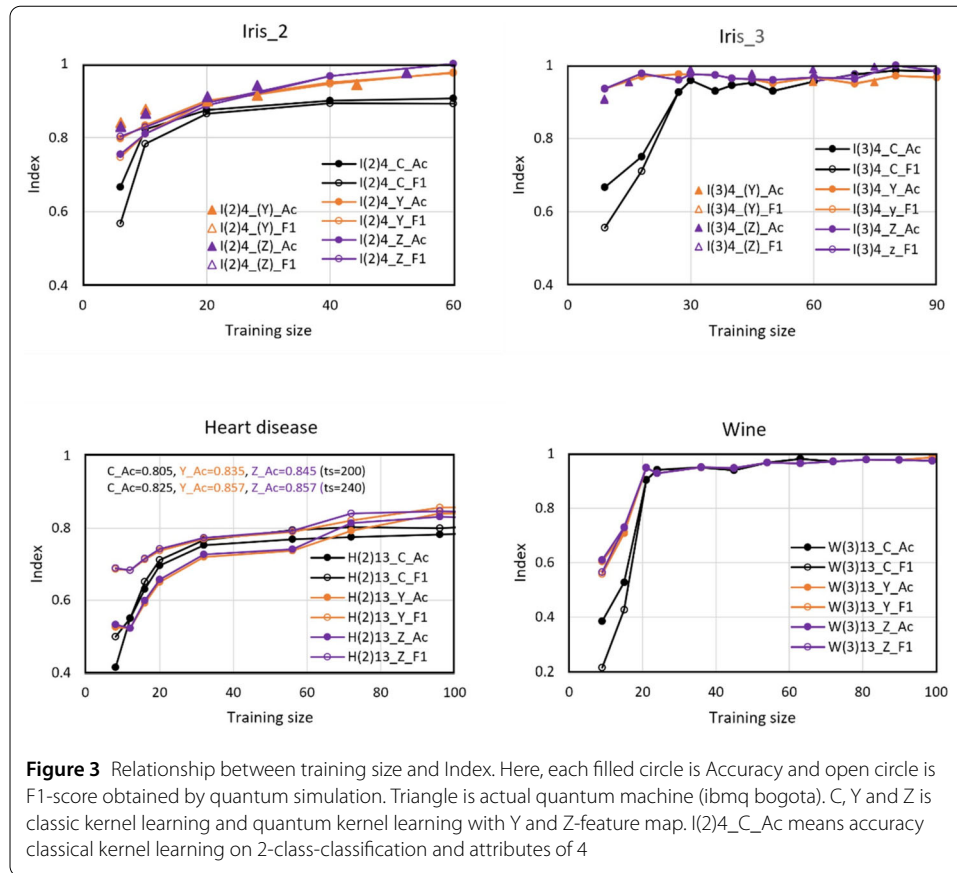 Iris_2
1
0.8
0.6
0.4
Index
0
20
40
60
Training size
I(2)4_(Y)_Ac
I(2)4_(Y)_F1
I(2)4_(Z)_Ac
I(2)4_(Z)_F1
I(2)4_C_Ac
I(2)4_C_F1
I(2)4_Y_Ac
I(2)4_Y_F1
I(2)4_Z_Ac
I(2)4_Z_F1
Iris_3
1
0.8
0.6
0.4
Index
0
30
60
90
Training size
I(3)4_(Y)_Ac
I(3)4_(Y)_F1
I(3)4_(Z)_Ac
I(3)4_(Z)_F1
I(3)4_C_Ac
I(3)4_C_F1
I(3)4_Y_Ac
I(3)4_y_F1
I(3)4_Z_Ac
I(3)4_z_F1
Heart disease
C_Ac=0.805, Y_Ac=0.835, Z_Ac=0.845 (ts=200)
C_Ac=0.825, Y_Ac=0.857, Z_Ac=0.857 (ts=240)
1
0.8
0.6
0.4
Index
0
20
40
60
80
100
Training size
H(2)13_C_Ac
H(2)13_C_F1
H(2)13_Y_Ac
H(2)13_Y_F1
H(2)13_Z_Ac
H(2)13_Z_F1
Wine
1
0.8
0.6
0.4
0.2
Index
0
20
40
60
80
100
Training size
W(3)13_C_Ac
W(3)13_C_F1
W(3)13_Y_Ac
W(3)13_Y_F1
W(3)13_Z_Ac
W(3)13_Z_F1
Figure 3 Relationship between training size and Index. Here, each filled circle is Accuracy and open circle is
F1-score obtained by quantum simulation. Triangle is actual quantum machine (ibmq bogota). C, Y and Z is
classic kernel learning and quantum kernel learning with Y and Z-feature map. I(2)4_C_Ac means accuracy
classical kernel learning on 2-class-classification and attributes of 4